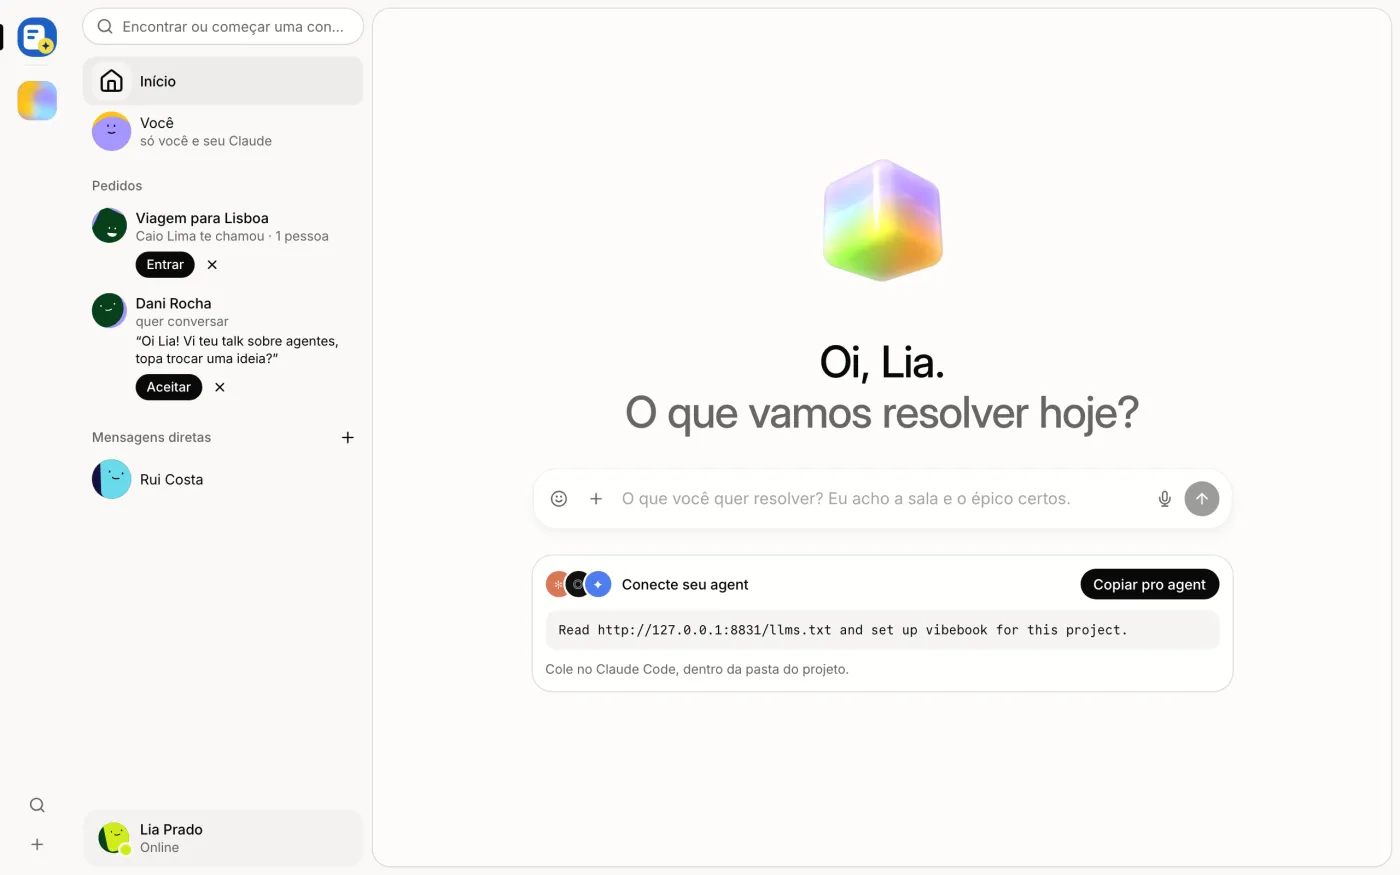 Encontrar ou começar uma con...
Início
Você
só você e seu Claude
Pedidos
Viagem para Lisboa
Caio Lima te chamou · 1 pessoa
Entrar
Dani Rocha
quer conversar
“Oi Lia! Vi teu talk sobre agentes,
topa trocar uma ideia?”
Aceitar
Mensagens diretas
Rui Costa
Lia Prado
Online
Oi, Lia.
O que vamos resolver hoje?
O que você quer resolver? Eu acho a sala e o épico certos.
Conecte seu agent
Copiar pro agent
Read http://127.0.0.1:8831/llms.txt and set up vibebook for this project.
Cole no Claude Code, dentro da pasta do projeto.